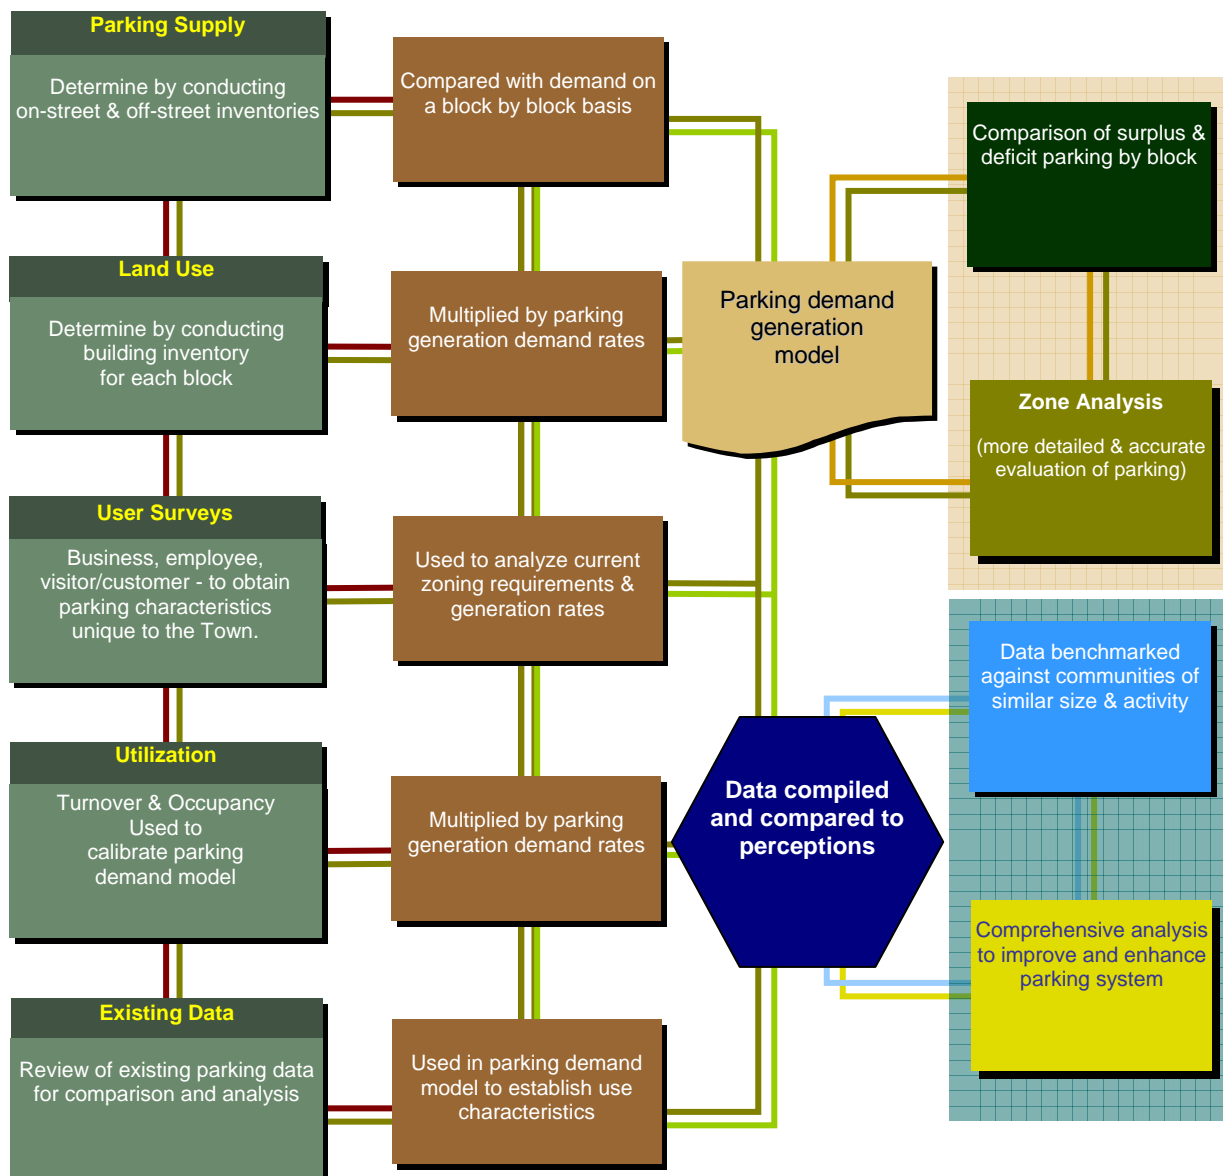 Parking Supply
Determine by conducting
on-street & off-street inventories
Compared with demand on
a block by block basis
Comparison of surplus &
deficit parking by block
Land Use
Determine by conducting
building inventory
for each block
Multiplied by parking
generation demand rates
Parking demand
generation
model
Zone Analysis
(more detailed & accurate
evaluation of parking)
User Surveys
Business, employee,
visitor/customer - to obtain
parking characteristics
unique to the Town.
Used to analyze current
zoning requirements &
generation rates
Data benchmarked
against communities of
similar size & activity
Utilization
Turnover & Occupancy
Used to
calibrate parking
demand model
Multiplied by parking
generation demand rates
Data compiled
and compared to
perceptions
Comprehensive analysis
to improve and enhance
parking system
Existing Data
Review of existing parking data
for comparison and analysis
Used in parking demand
model to establish use
characteristics